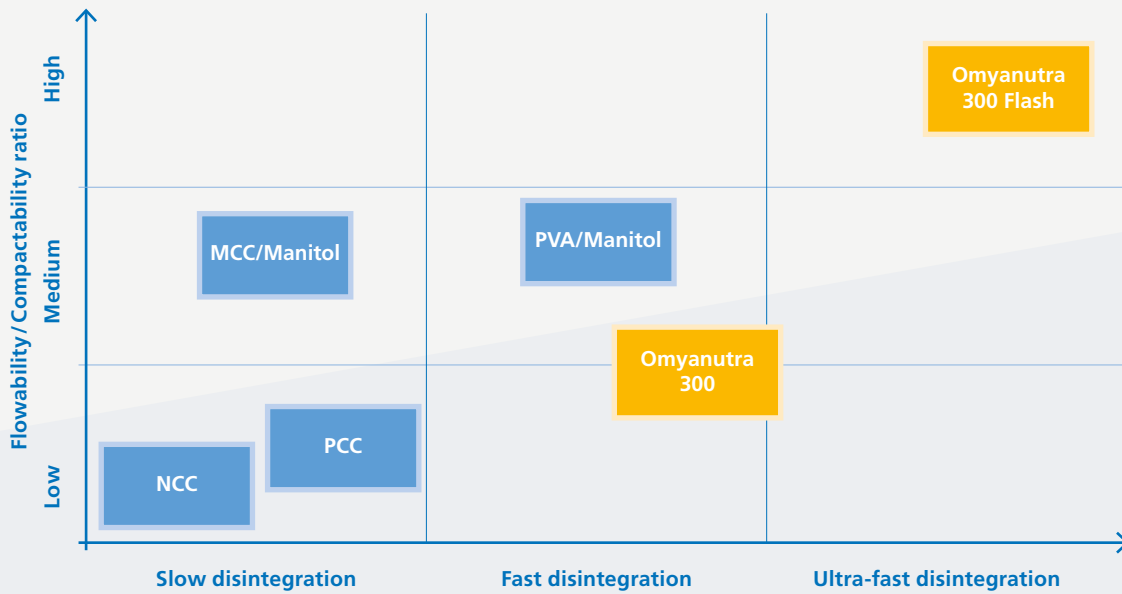 Flowability / Compactability ratio
High
Medium
Low
Omyanutra
300 Flash
MCC/Manitol
PVA/Manitol
Omyanutra
300
PCC
NCC
Slow disintegration
Fast disintegration
Ultra-fast disintegration